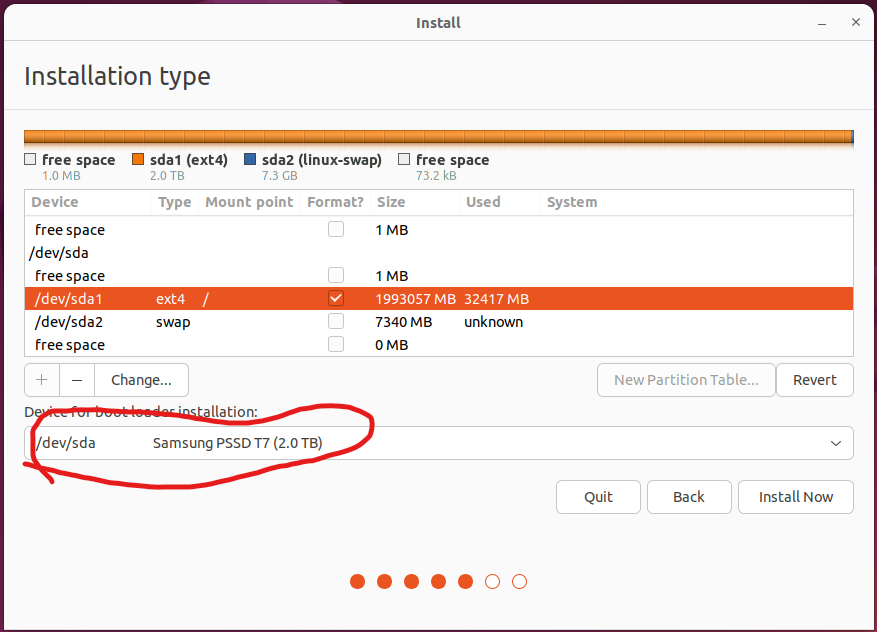 Install
Installation type
free space sda1 (ext4) sda2 (linux-swap) free space
1.0 MB 2.0 TB 7.3 GB 73.2 kB
Device Type Mount point Format? Size Used System
free space 1 MB
/dev/sda
free space 1 MB
/dev/sda1 ext4 / 1993057 MB 32417 MB
/dev/sda2 swap 7340 MB unknown
free space 0 MB
+ − Change... New Partition Table... Revert
Device for boot loader installation:
/dev/sda Samsung PSSD T7 (2.0 TB)
Quit Back Install Now